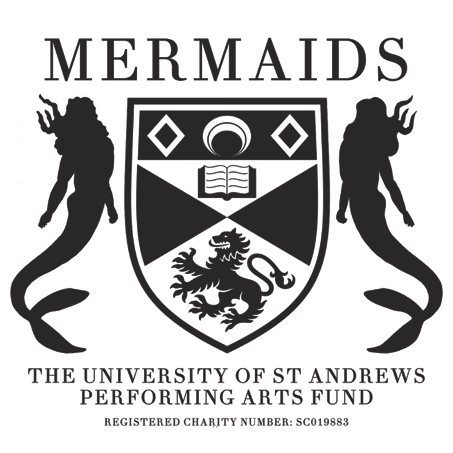 MERMAIDS
THE UNIVERSITY OF ST ANDREWS
PERFORMING ARTS FUND
REGISTERED CHARITY NUMBER: SC019883